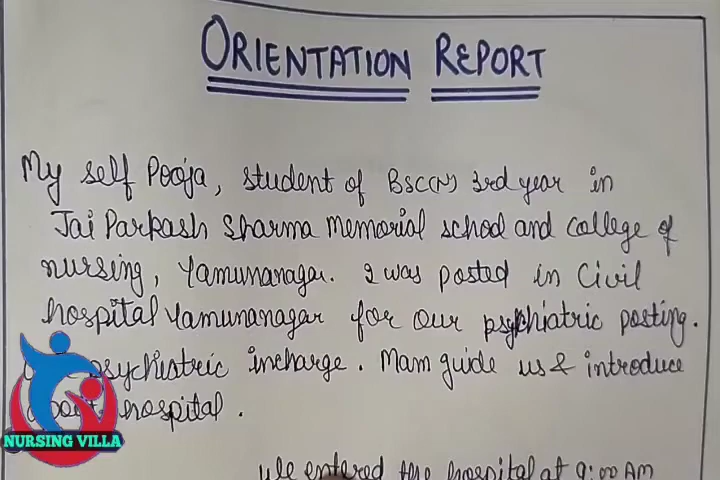 ORIENTATION REPORT
My self Pooja, student of BSC(N) 3rd year in
Jai Parkash Sharma Memorial school and college of
nursing, Yamunanagar. I was posted in Civil
hospital Yamunanagar for our psychiatric posting.
psychiatric incharge. Mam guide us & introduce
about hospital.
NURSING VILLA
We entered the hospital at 9:00 AM